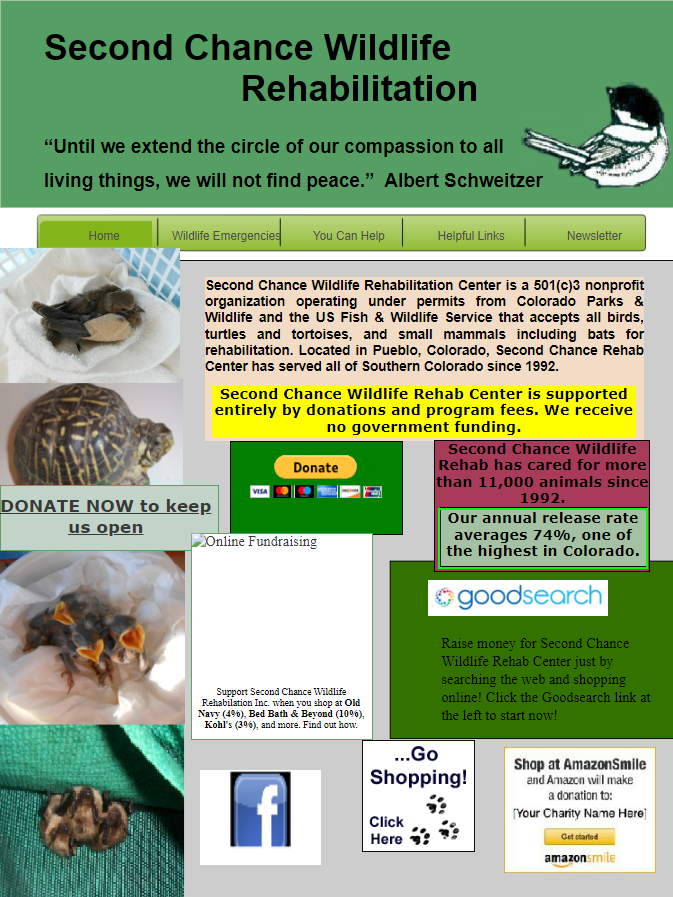 Second Chance Wildlife
Rehabilitation
“Until we extend the circle of our compassion to all
living things, we will not find peace.”  Albert Schweitzer
Home
Wildlife Emergencies
You Can Help
Helpful Links
Newsletter
Second Chance Wildlife Rehabilitation Center is a 501(c)3 nonprofit
organization operating under permits from Colorado Parks &
Wildlife and the US Fish & Wildlife Service that accepts all birds,
turtles and tortoises, and small mammals including bats for
rehabilitation. Located in Pueblo, Colorado, Second Chance Rehab
Center has served all of Southern Colorado since 1992.
Second Chance Wildlife Rehab Center is supported
entirely by donations and program fees. We receive
no government funding.
Donate
VISA
Second Chance Wildlife
Rehab has cared for more
than 11,000 animals since
1992.
Our annual release rate
averages 74%, one of
the highest in Colorado.
DONATE NOW to keep
us open
Online Fundraising
Support Second Chance Wildlife
Rehabilation Inc. when you shop at Old
Navy (4%), Bed Bath & Beyond (10%),
Kohl's (3%), and more. Find out how.
goodsearch
Raise money for Second Chance
Wildlife Rehab Center just by
searching the web and shopping
online! Click the Goodsearch link at
the left to start now!
f
...Go
Shopping!
Click
Here
Shop at AmazonSmile
and Amazon will make
a donation to:
[Your Charity Name Here]
Get started
amazonsmile